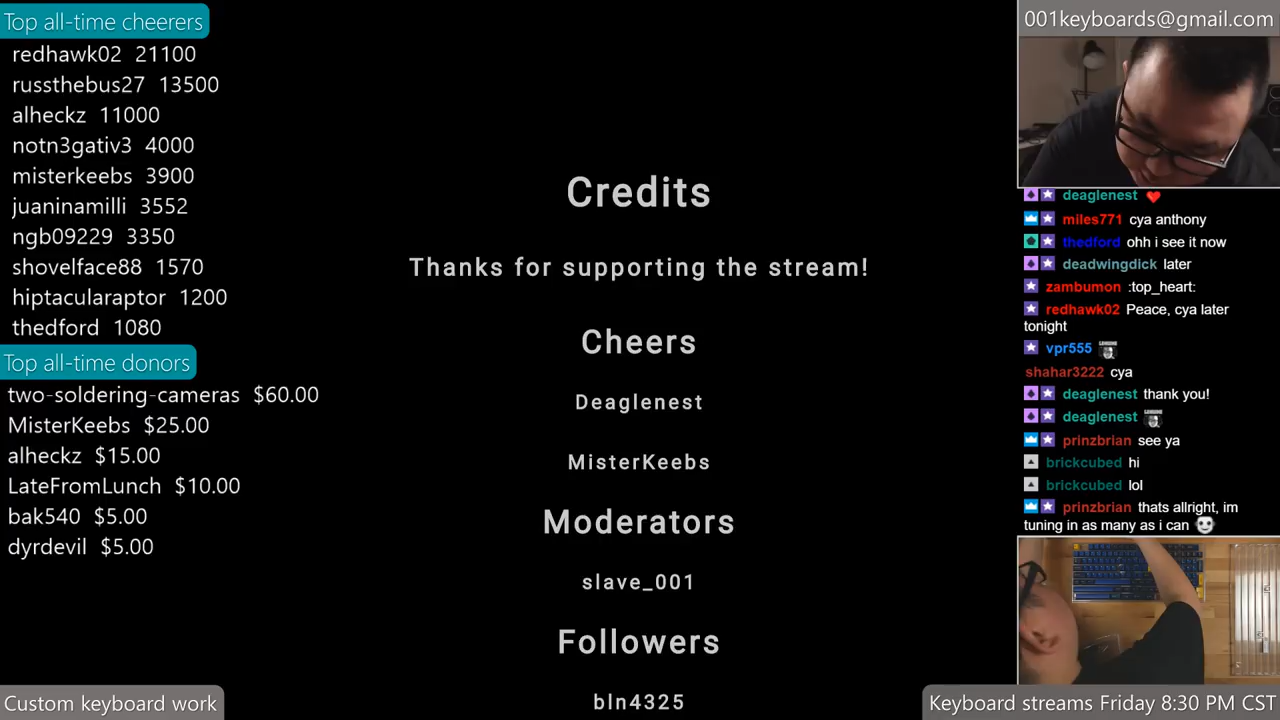 Top all-time cheerers
redhawk02 21100
russthebus27 13500
alheckz 11000
notn3gativ3 4000
misterkeebs 3900
juaninamilli 3552
ngb09229 3350
shovelface88 1570
hiptacularaptor 1200
thedford 1080
Top all-time donors
two-soldering-cameras $60.00
MisterKeebs $25.00
alheckz $15.00
LateFromLunch $10.00
bak540 $5.00
dyrdevil $5.00
Custom keyboard work
Credits
Thanks for supporting the stream!
Cheers
Deaglenest
MisterKeebs
Moderators
slave_001
Followers
bln4325
001keyboards@gmail.com
deaglenest
miles771 cya anthony
thedford ohh i see it now
deadwingdick later
zambumon :top_heart:
redhawk02 Peace, cya later
tonight
vpr555
shahar3222 cya
deaglenest thank you!
deaglenest
prinzbrian see ya
brickcubed hi
brickcubed lol
prinzbrian thats allright, im
tuning in as many as i can
Keyboard streams Friday 8:30 PM CST